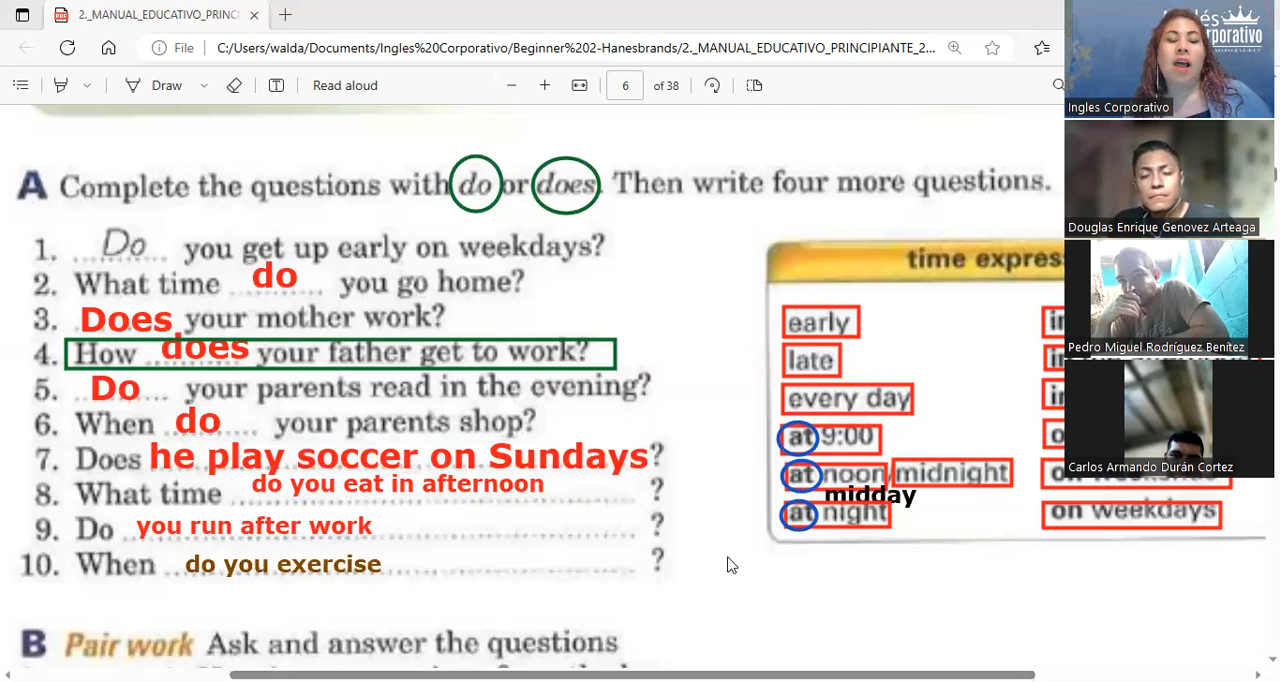 2._MANUAL_EDUCATIVO_PRINCI
File C:/Users/walda/Documents/Ingles%20Corporativo/Beginner%202-Hanesbrands/2._MANUAL_EDUCATIVO_PRINCIPIANTE_2...
Draw Read aloud 6 of 38
Inglés
Corporativo
Ingles Corporativo
Douglas Enrique Genovez Arteaga
Pedro Miguel Rodríguez Benítez
Carlos Armando Durán Cortez
A Complete the questions with do or does. Then write four more questions.
1. Do you get up early on weekdays?
2. What time do you go home?
3. Does your mother work?
4. How does your father get to work?
5. Do your parents read in the evening?
6. When do your parents shop?
7. Does he play soccer on Sundays?
8. What time do you eat in afternoon ?
9. Do you run after work ?
10. When do you exercise ?
time express
early
late
every day
at 9:00
at noon/midnight
midday
at night
on weekdays
B Pair work Ask and answer the questions